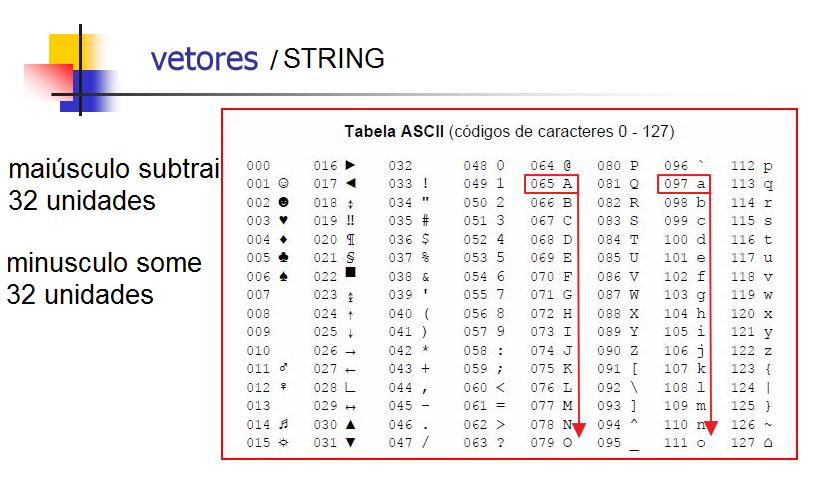 vetores / STRING
maiúsculo subtrai
32 unidades
minusculo some
32 unidades
Tabela ASCII (códigos de caracteres 0 - 127)
000 016 ► 032 048 0 064 @ 080 P 096 ` 112 p
001 ☺ 017 ◄ 033 ! 049 1 065 A 081 Q 097 a 113 q
002 ☻ 018 ↕ 034 " 050 2 066 B 082 R 098 b 114 r
003 ♥ 019 ‼ 035 # 051 3 067 C 083 S 099 c 115 s
004 ♦ 020 ¶ 036 $ 052 4 068 D 084 T 100 d 116 t
005 ♣ 021 § 037 % 053 5 069 E 085 U 101 e 117 u
006 ♠ 022 ▀ 038 & 054 6 070 F 086 V 102 f 118 v
007 023 ↨ 039 ' 055 7 071 G 087 W 103 g 119 w
008 024 ↑ 040 ( 056 8 072 H 088 X 104 h 120 x
009 025 ↓ 041 ) 057 9 073 I 089 Y 105 i 121 y
010 026 → 042 * 058 : 074 J 090 Z 106 j 122 z
011 ♂ 027 ← 043 + 059 ; 075 K 091 [ 107 k 123 {
012 ♀ 028 ∟ 044 , 060 < 076 L 092 \ 108 l 124 |
013 029 ↔ 045 - 061 = 077 M 093 ] 109 m 125 }
014 ♬ 030 ▲ 046 . 062 > 078 N 094 ^ 110 n 126 ~
015 ☼ 031 ▼ 047 / 063 ? 079 O 095 _ 111 o 127 ⌂